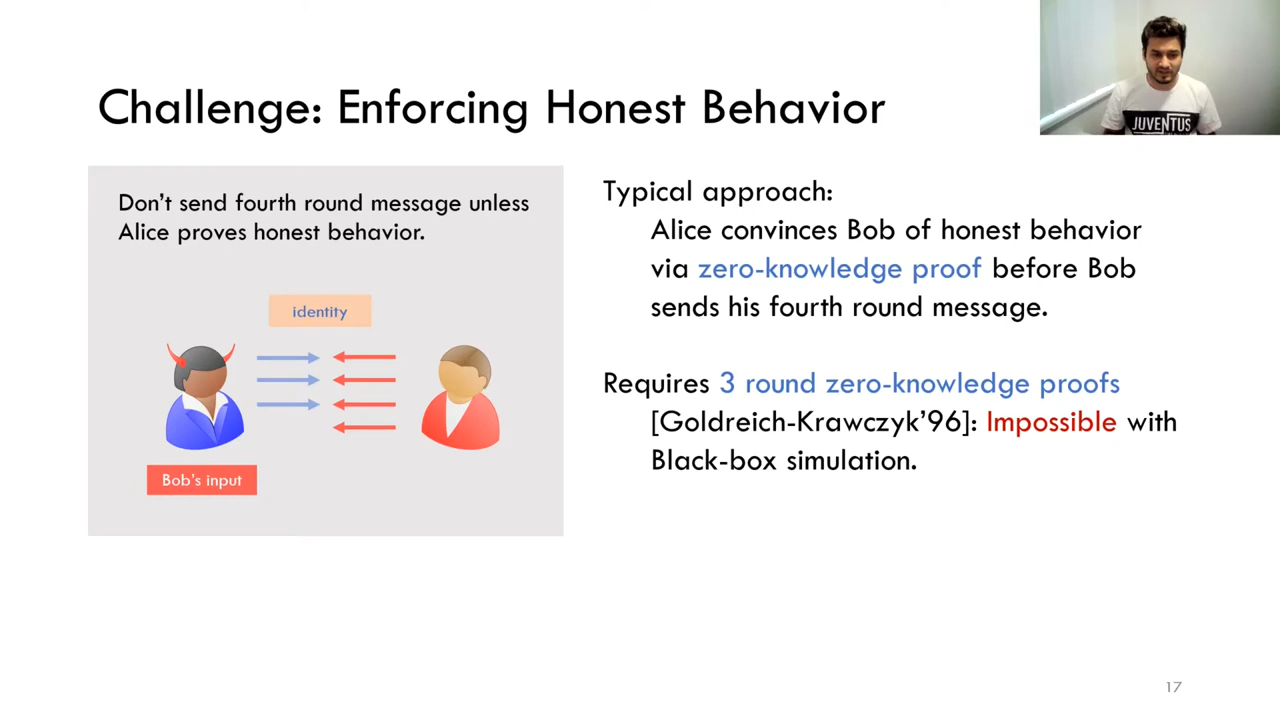 Challenge: Enforcing Honest Behavior
JUVENTUS
Don't send fourth round message unless
Alice proves honest behavior.
identity
Bob's input
Typical approach:
Alice convinces Bob of honest behavior
via zero-knowledge proof before Bob
sends his fourth round message.
Requires 3 round zero-knowledge proofs
[Goldreich-Krawczyk'96]: Impossible with
Black-box simulation.
17